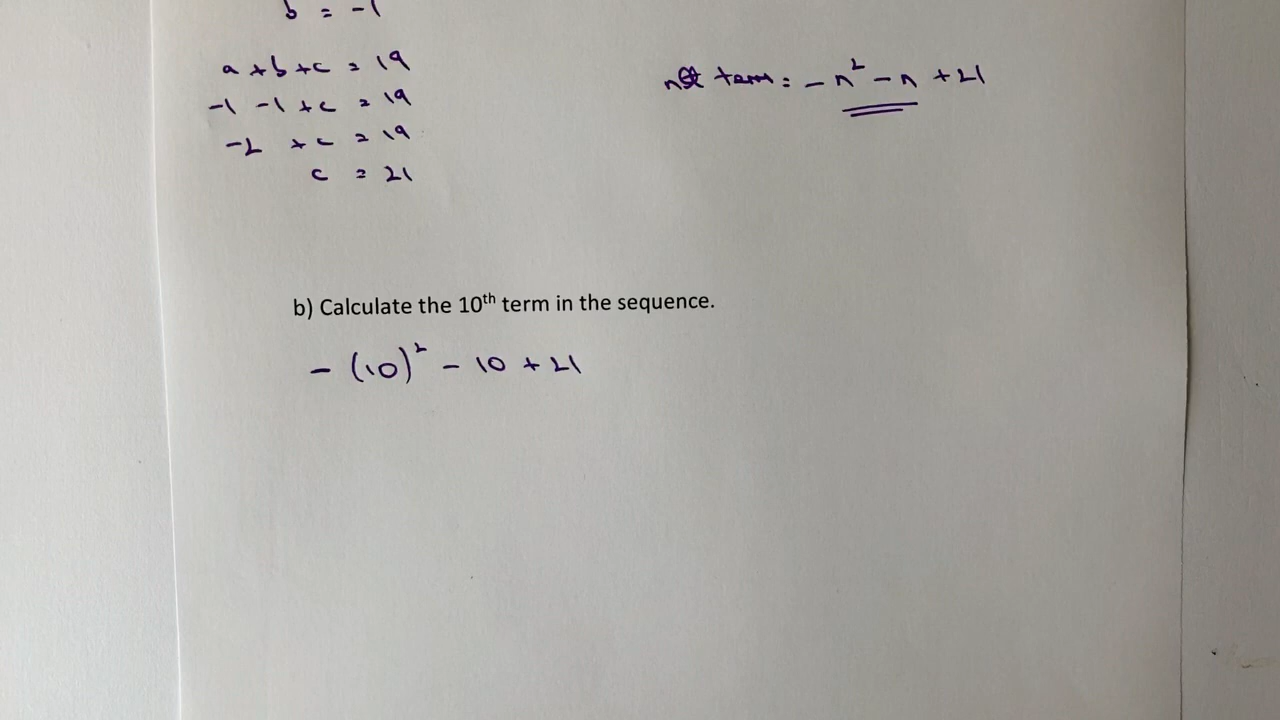 b = -1
a + b + c = 19
-1 -1 + c = 19
-2 + c = 19
c = 21
term = -n² - n + 21
b) Calculate the 10th term in the sequence.
- (10)² - 10 + 21